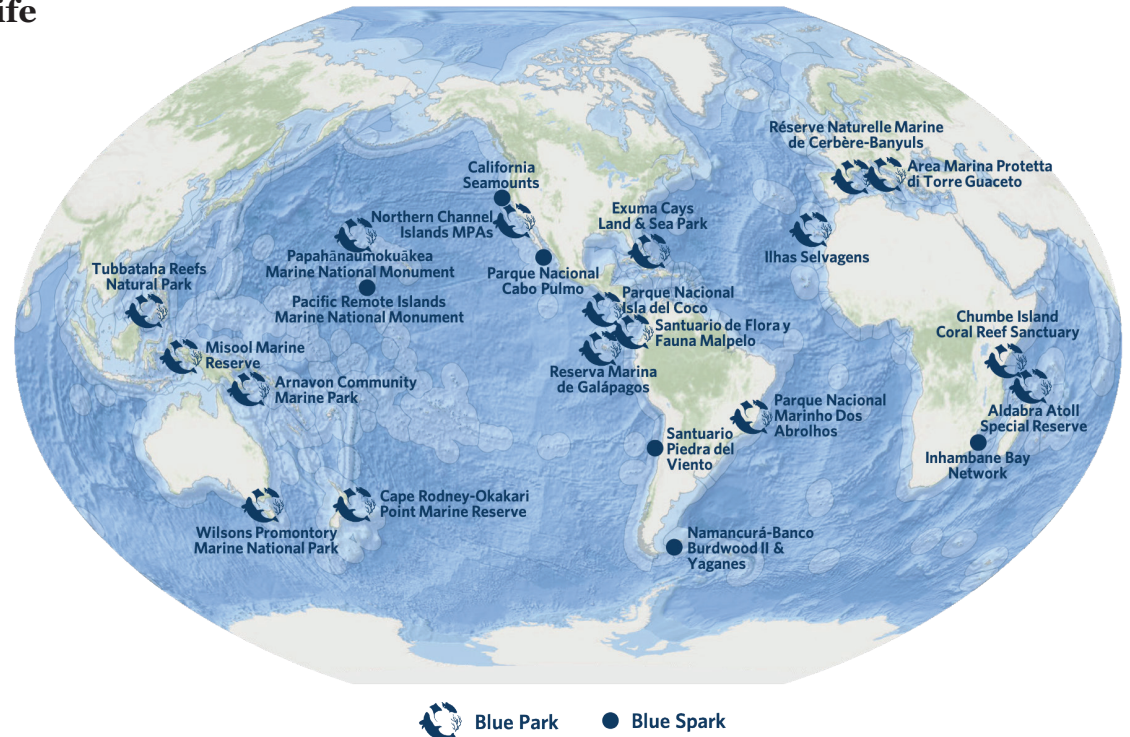 ife
Réserve Naturelle Marine
de Cerbère-Banyuls
Area Marina Protetta
di Torre Guaceto
California
Seamounts
Northern Channel
Islands MPAs
Exuma Cays
Land & Sea Park
Ilhas Selvagens
Papahānaumokuākea
Marine National Monument
Parque Nacional
Cabo Pulmo
Tubbataha Reefs
Natural Park
Pacific Remote Islands
Marine National Monument
Parque Nacional
Isla del Coco
Santuario de Flora y
Fauna Malpelo
Chumbe Island
Coral Reef Sanctuary
Misool Marine
Reserve
Reserva Marina
de Galápagos
Arnavon Community
Marine Park
Parque Nacional
Marinho Dos
Abrolhos
Aldabra Atoll
Special Reserve
Santuario
Piedra del
Viento
Inhambane Bay
Network
Cape Rodney-Okakari
Point Marine Reserve
Wilsons Promontory
Marine National Park
Namancurá-Banco
Burdwood II &
Yaganes
Blue Park
Blue Spark